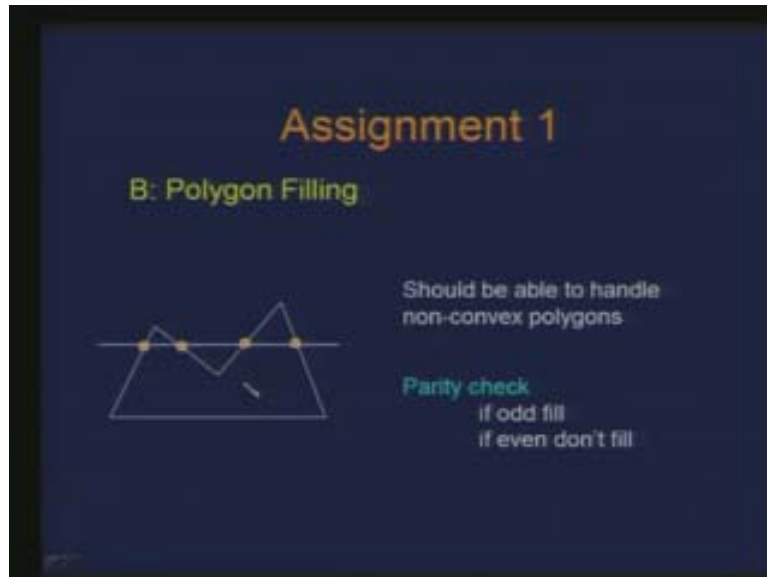 Assignment 1
B: Polygon Filling
Should be able to handle
non-convex polygons
Parity check
if odd fill
if even don't fill